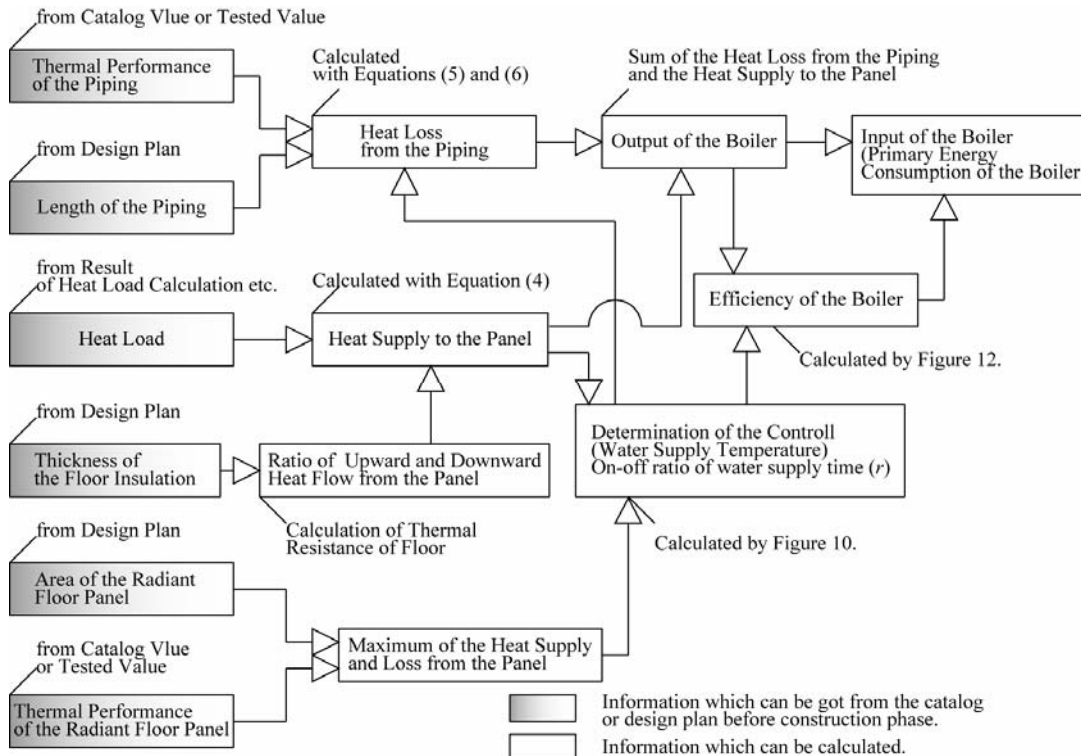 from Catalog Vlue or Tested Value
Thermal Performance
of the Piping
Calculated
with Equations (5) and (6)
Heat Loss
from the Piping
Sum of the Heat Loss from the Piping
and the Heat Supply to the Panel
Output of the Boiler
Input of the Boiler
(Primary Energy
Consumption of the Boiler
from Design Plan
Length of the Piping
from Result
of Heat Load Calculation etc.
Heat Load
Calculated with Equation (4)
Heat Supply to the Panel
Efficiency of the Boiler
Calculated by Figure 12.
from Design Plan
Thickness of
the Floor Insulation
Ratio of Upward and Downward
Heat Flow from the Panel
Calculation of Thermal
Resistance of Floor
Determination of the Controll
(Water Supply Temperature)
On-off ratio of water supply time (r)
Calculated by Figure 10.
from Design Plan
Area of the Radiant
Floor Panel
from Catalog Vlue
or Tested Value
Thermal Performance
of the Radiant Floor Panel
Maximum of the Heat Supply
and Loss from the Panel
Information which can be got from the catalog
or design plan before construction phase.
Information which can be calculated.